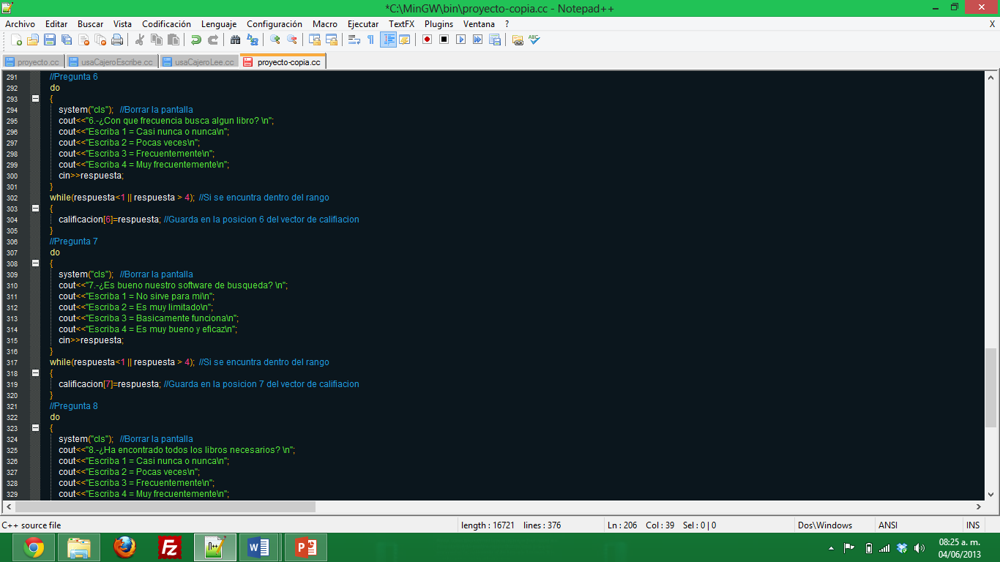 *C:\MinGW\bin\proyecto-copia.cc - Notepad++
Archivo Editar Buscar Vista Codificación Lenguaje Configuración Macro Ejecutar TextFX Plugins Ventana ? X
proyecto.cc usaCajeroEscribe.cc usaCajeroLee.cc proyecto-copia.cc
291 //Pregunta 6
292 do
293 {
294 system("cls"); //Borrar la pantalla
295 cout<<"6.-¿Con que frecuencia busca algun libro? \n";
296 cout<<"Escriba 1 = Casi nunca o nunca\n";
297 cout<<"Escriba 2 = Pocas veces\n";
298 cout<<"Escriba 3 = Frecuentemente\n";
299 cout<<"Escriba 4 = Muy frecuentemente\n";
300 cin>>respuesta;
301 }
302 while(respuesta<1 || respuesta > 4); //Si se encuntra dentro del rango
303 {
304 calificacion[6]=respuesta; //Guarda en la posicion 6 del vector de califiacion
305 }
306 //Pregunta 7
307 do
308 {
309 system("cls"); //Borrar la pantalla
310 cout<<"7.-¿Es bueno nuestro software de busqueda? \n";
311 cout<<"Escriba 1 = No sirve para mi\n";
312 cout<<"Escriba 2 = Es muy limitado\n";
313 cout<<"Escriba 3 = Basicamente funciona\n";
314 cout<<"Escriba 4 = Es muy bueno y eficaz\n";
315 cin>>respuesta;
316 }
317 while(respuesta<1 || respuesta > 4); //Si se encuntra dentro del rango
318 {
319 calificacion[7]=respuesta; //Guarda en la posicion 7 del vector de califiacion
320 }
321 //Pregunta 8
322 do
323 {
324 system("cls"); //Borrar la pantalla
325 cout<<"8.-¿Ha encontrado todos los libros necesarios? \n";
326 cout<<"Escriba 1 = Casi nunca o nunca\n";
327 cout<<"Escriba 2 = Pocas veces\n";
328 cout<<"Escriba 3 = Frecuentemente\n";
329 cout<<"Escriba 4 = Muy frecuentemente\n";
C++ source file length : 16721 lines : 376 Ln : 206 Col : 39 Sel : 0 | 0 Dos\Windows ANSI INS
08:25 a. m.
04/06/2013